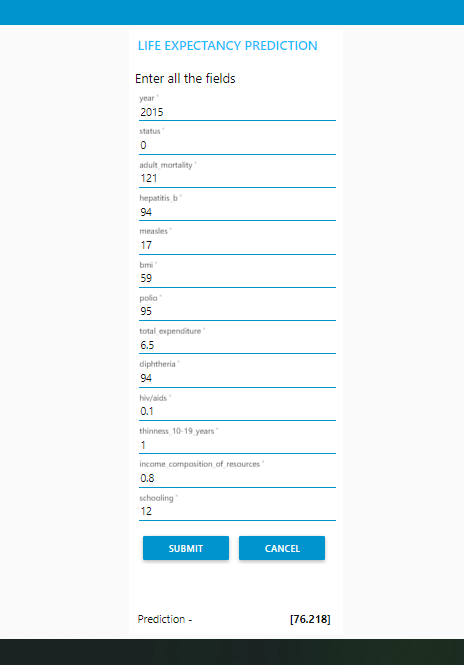 LIFE EXPECTANCY PREDICTION
Enter all the fields
year *
2015
status *
0
adult_mortality *
121
hepatitis_b *
94
measles *
17
bmi *
59
polio *
95
total_expenditure *
6.5
diphtheria *
94
hiv/aids *
0.1
thinness_10-19_years *
1
income_composition_of_resources *
0.8
schooling *
12
SUBMIT CANCEL
Prediction - [76.218]